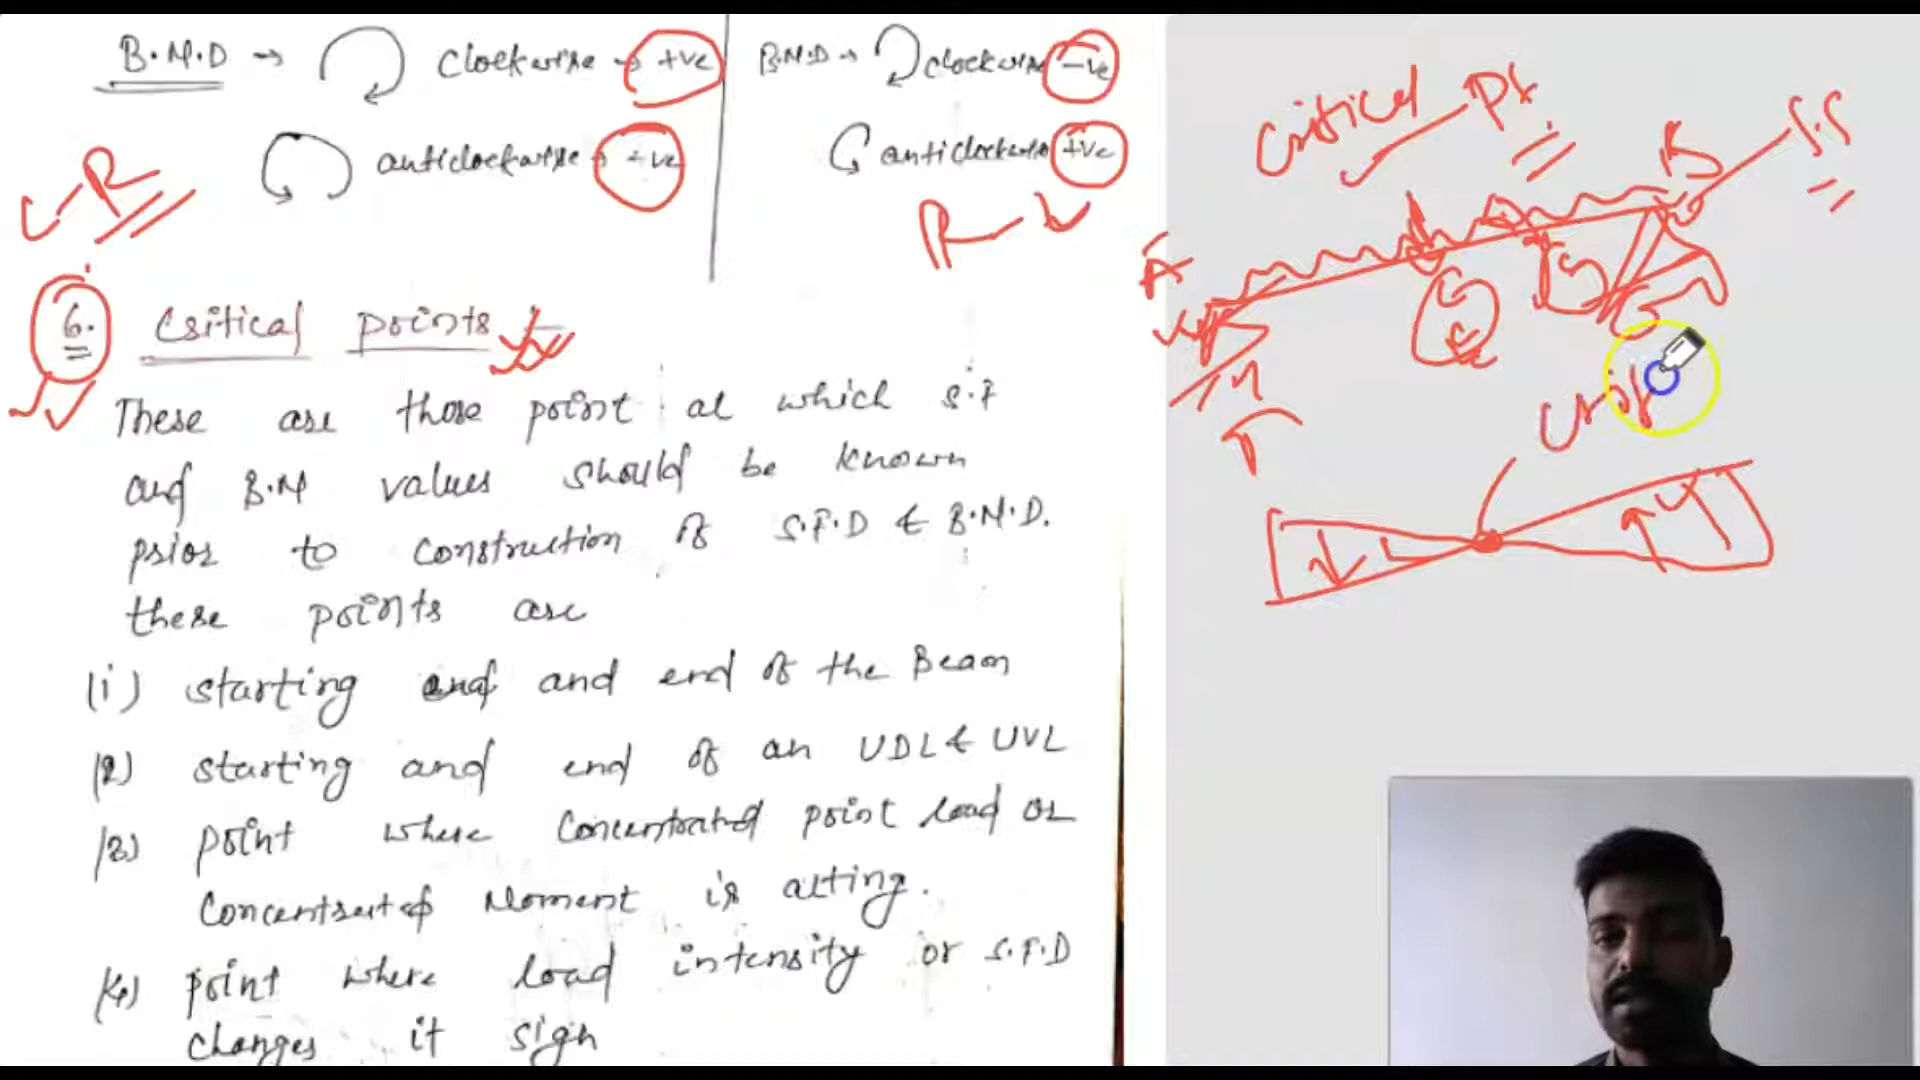 B.M.D → clockwise → +ve
anticlockwise → -ve
L-R
B.M.D → clockwise -ve
anticlockwise +ve
R-L
6. Critical points
These are those point at which S.F
and B.M values should be known
prior to construction of S.F.D & B.M.D.
these points are
(i) starting and and end of the Beam
(2) starting and end of an UDL & UVL
(3) point where concentrated point load or
concentrated Moment is acting.
(4) point where load intensity or S.F.D
changes it sign
Critical Pt
S.S
A
B